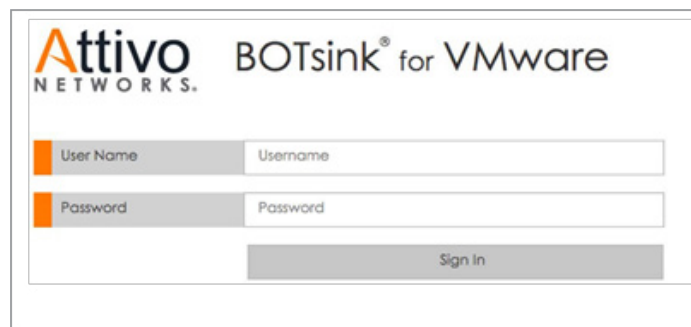 Attivo
NETWORKS.
BOTsink® for VMware
User Name Username
Password Password
Sign In